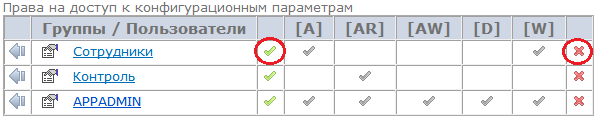 Права на доступ к конфигурационным параметрам
Группы / Пользователи [A] [AR] [AW] [D] [W]
Сотрудники
Контроль
APPADMIN